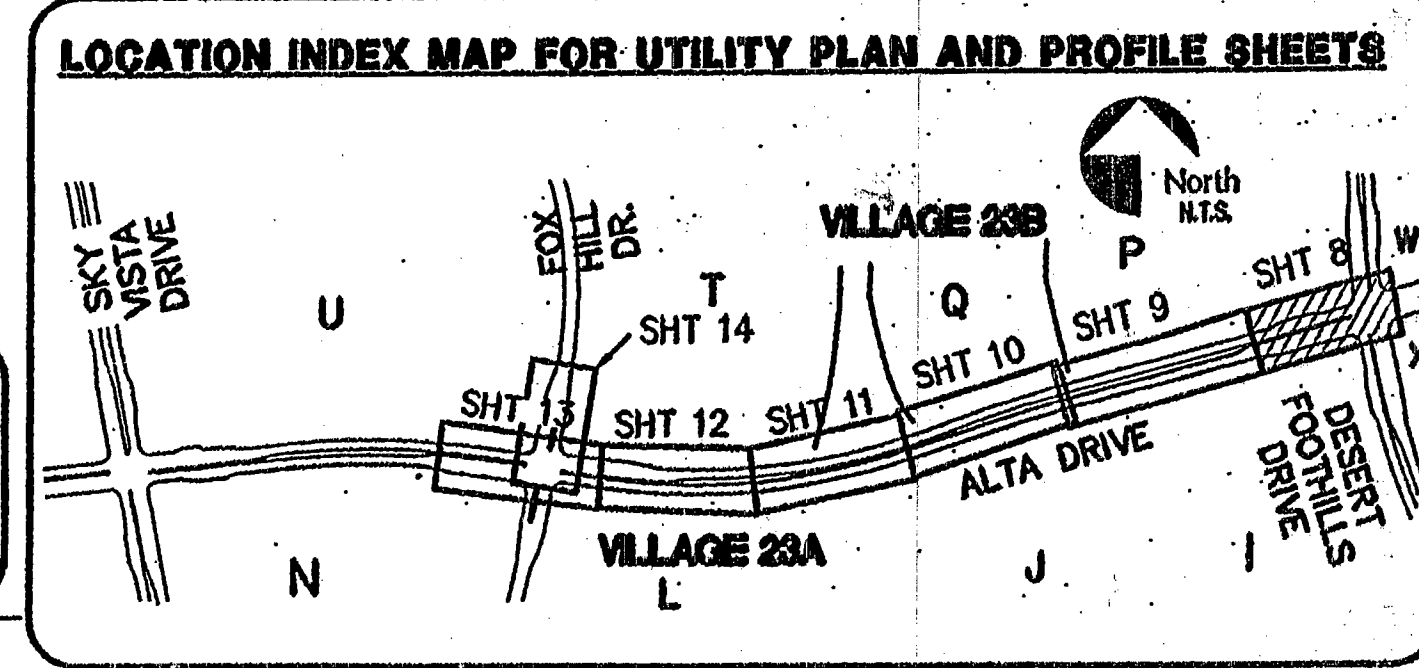 LOCATION INDEX MAP FOR UTILITY PLAN AND PROFILE SHEETS
North
N.T.S.
SKY
VISTA
DRIVE
FOX
HILL
DR.
VILLAGE 23B
P
W
SHT 8
U
T
Q
SHT 9
SHT 14
SHT 10
SHT 13
SHT 12
SHT 11
ALTA DRIVE
DESERT
FOOTHILLS
DRIVE
VILLAGE 23A
N
L
J
I